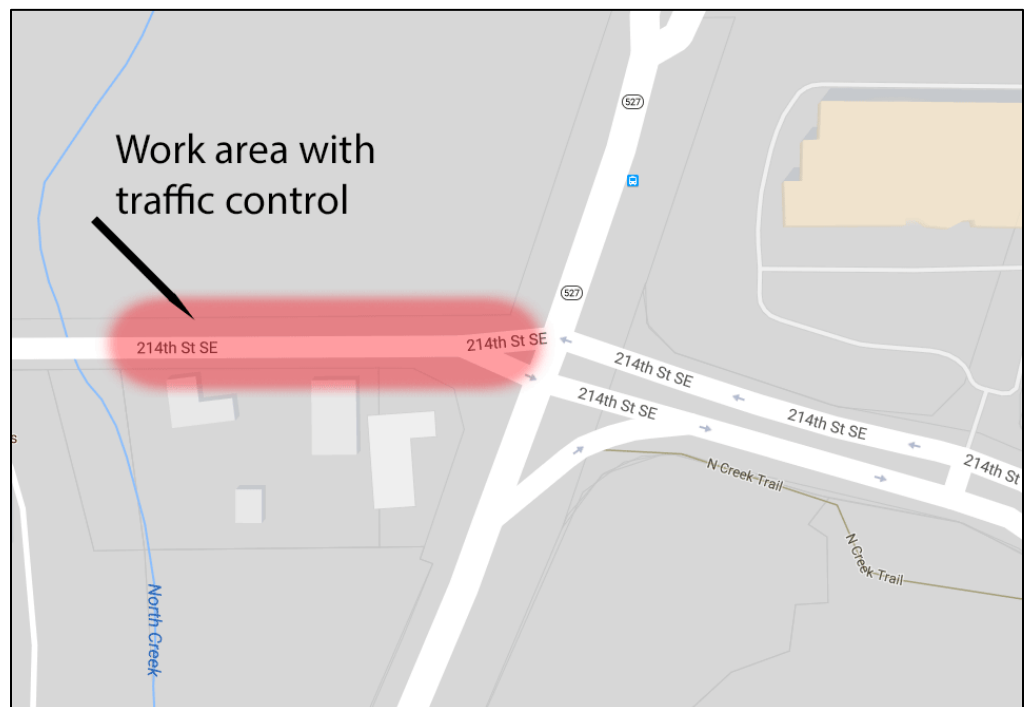 527
Work area with
traffic control
527
214th St SE
214th St SE
214th St SE
214th St SE
214th St SE
214th St
N Creek Trail
N Creek Trail
s
North Creek